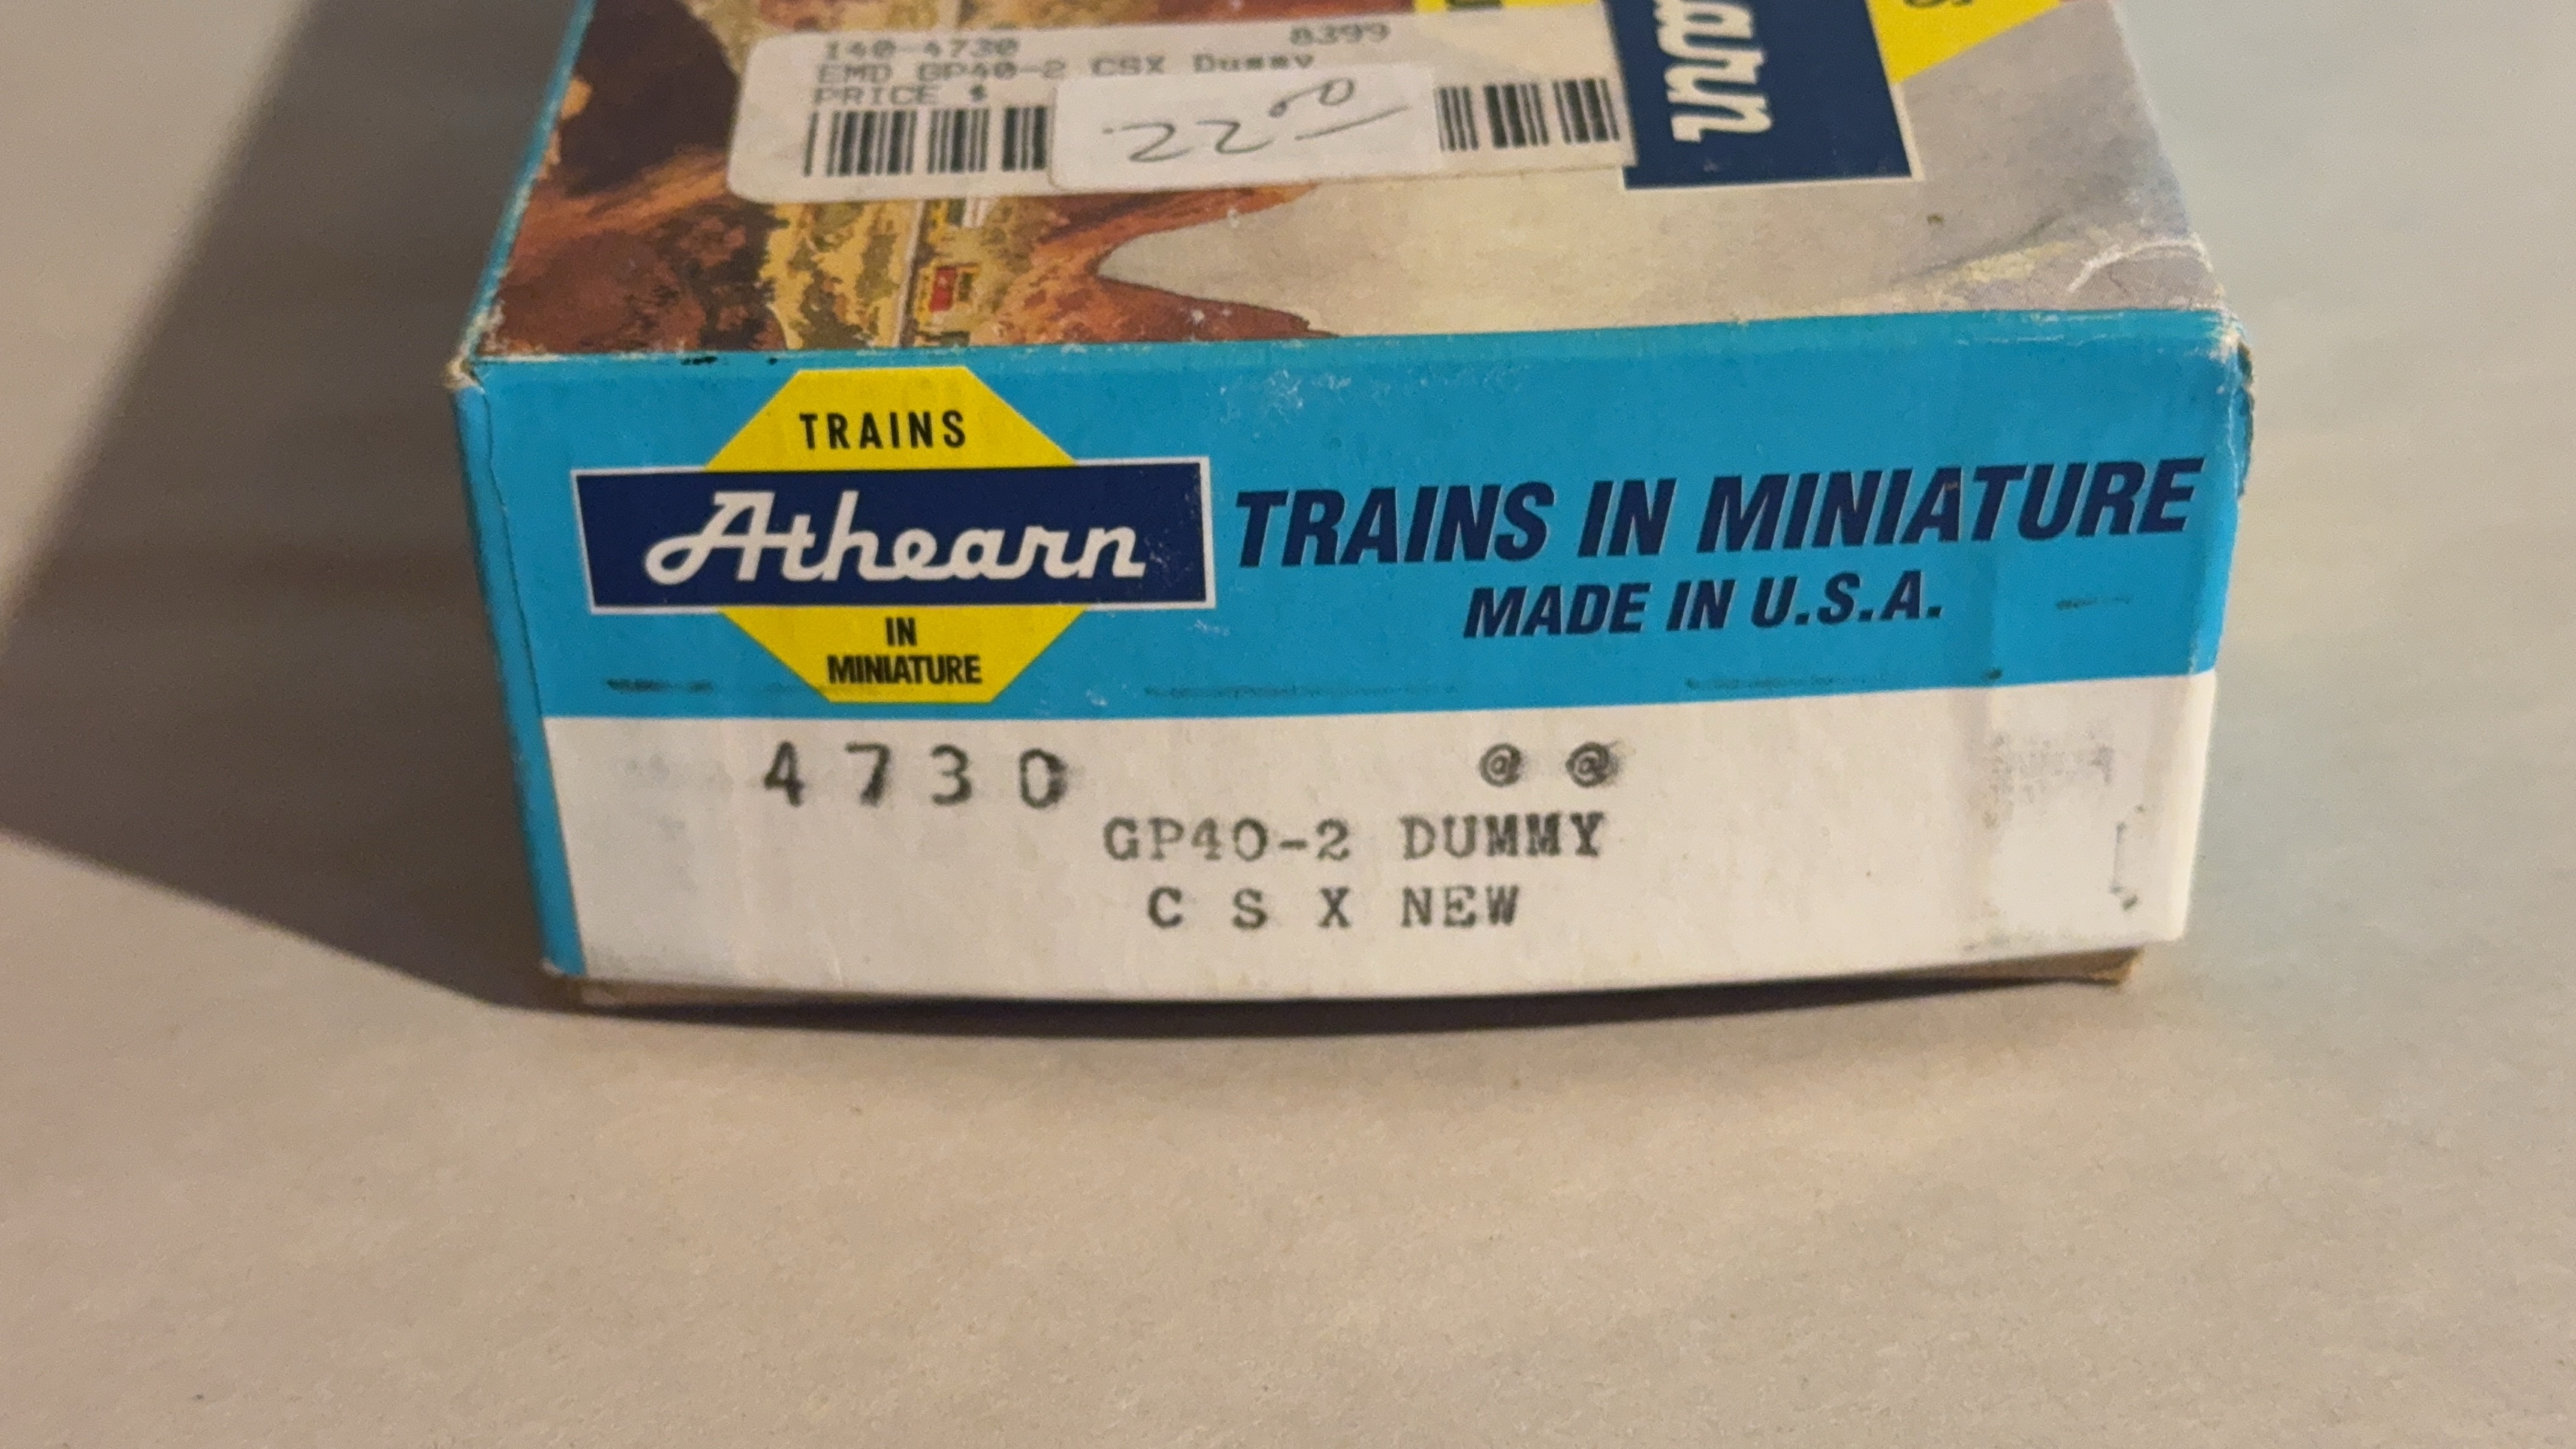 140-4730 8399
EMD GP40-2 CSX Dummy
PRICE $
22.00
TRAINS
Athearn
IN
MINIATURE
TRAINS IN MINIATURE
MADE IN U.S.A.
4730 @ @
GP40-2 DUMMY
C S X NEW